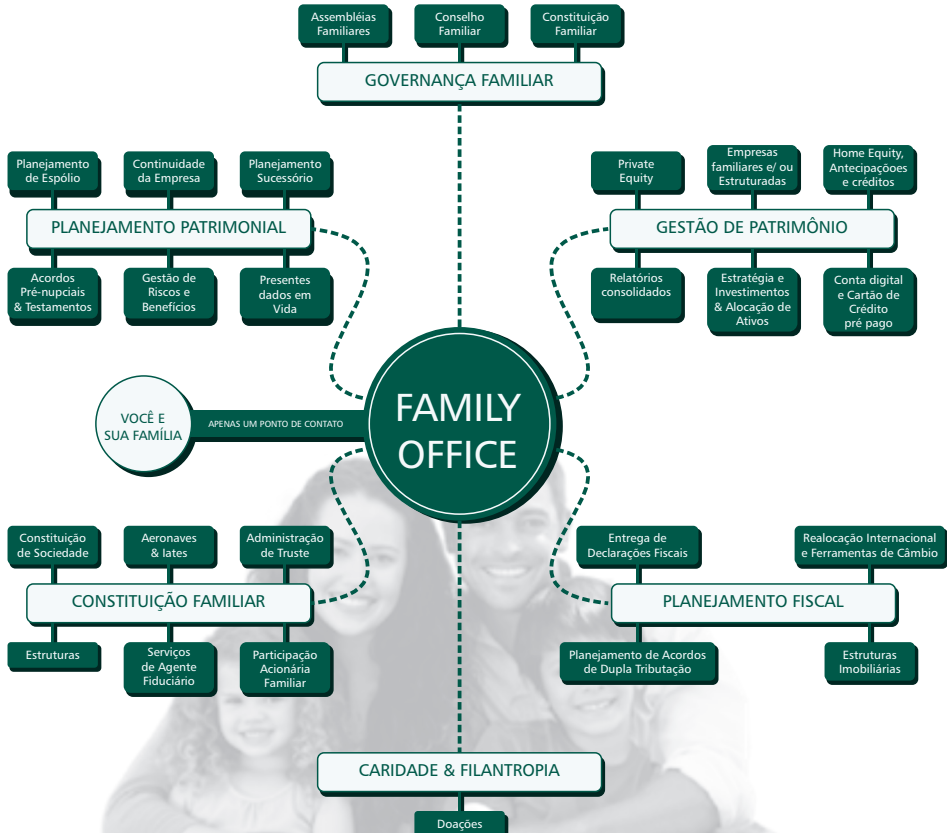 Assembléias
Familiares
Conselho
Familiar
Constituição
Familiar
GOVERNANÇA FAMILIAR
Planejamento
de Espólio
Continuidade
da Empresa
Planejamento
Sucessório
PLANEJAMENTO PATRIMONIAL
Acordos
Pré-nupciais
& Testamentos
Gestão de
Riscos e
Benefícios
Presentes
dados em
Vida
Private
Equity
Empresas
familiares e/ ou
Estruturadas
Home Equity,
Antecipaçãoes
e créditos
GESTÃO DE PATRIMÔNIO
Relatórios
consolidados
Estratégia e
Investimentos
& Alocação de
Ativos
Conta digital
e Cartão de
Crédito
pré pago
VOCÊ E
SUA FAMÍLIA
APENAS UM PONTO DE CONTATO
FAMILY
OFFICE
Constituição
de Sociedade
Aeronaves
& Iates
Administração
de Truste
CONSTITUIÇÃO FAMILIAR
Estruturas
Serviços
de Agente
Fiduciário
Participação
Acionária
Familiar
Entrega de
Declarações Fiscais
Realocação Internacional
e Ferramentas de Câmbio
PLANEJAMENTO FISCAL
Planejamento de Acordos
de Dupla Tributação
Estruturas
Imobiliárias
CARIDADE & FILANTROPIA
Doações